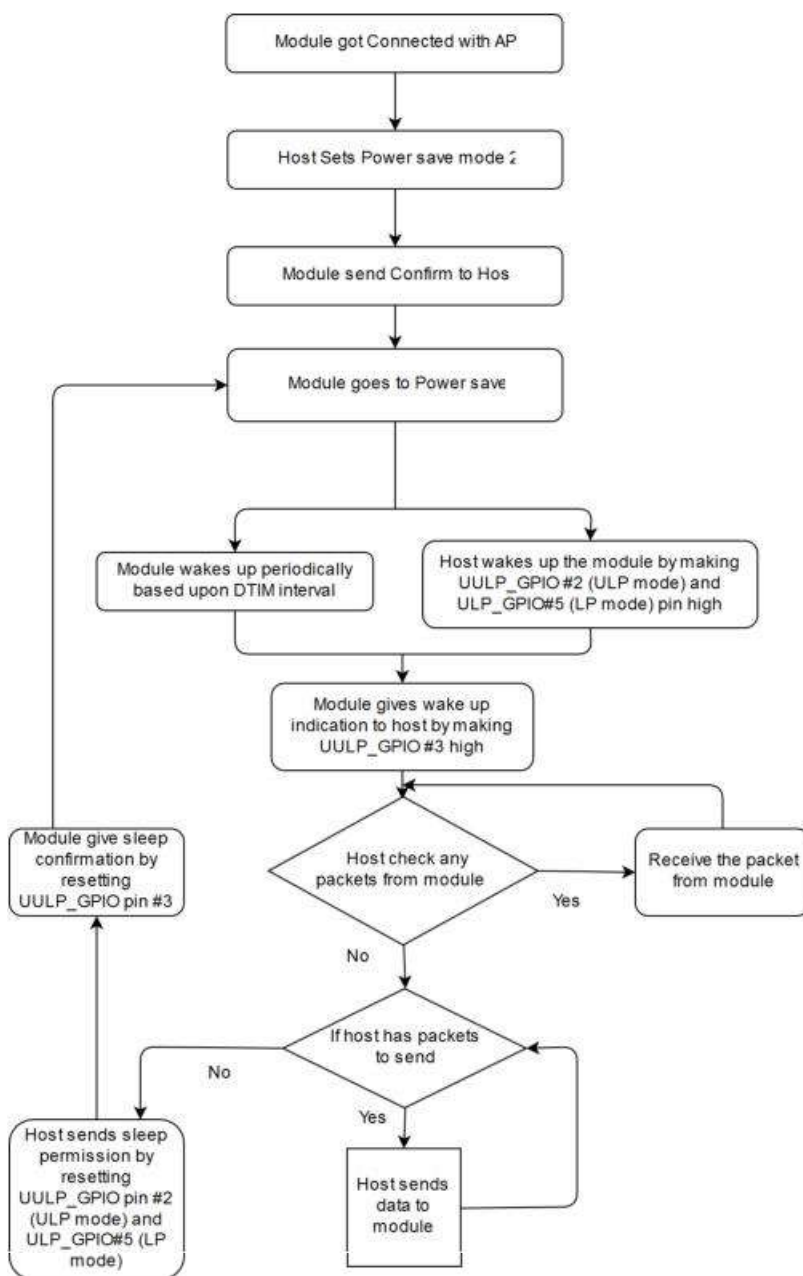 Module got Connected with AP
Host Sets Power save mode 2
Module send Confirm to Hos
Module goes to Power save
Module wakes up periodically
based upon DTIM interval
Host wakes up the module by making
UULP_GPIO #2 (ULP mode) and
ULP_GPIO#5 (LP mode) pin high
Module gives wake up
indication to host by making
UULP_GPIO #3 high
Module give sleep
confirmation by
resetting
UULP_GPIO pin #3
Host check any
packets from module
Yes
Receive the packet
from module
No
If host has packets
to send
No
Yes
Host sends sleep
permission by
resetting
UULP_GPIO pin #2
(ULP mode) and
ULP_GPIO#5 (LP
mode)
Host sends
data to
module